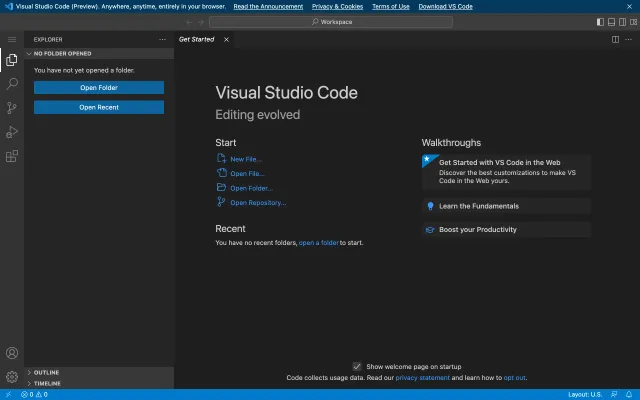 Visual Studio Code (Preview). Anywhere, anytime, entirely in your browser. Read the Announcement Privacy & Cookies Terms of Use Download VS Code
Workspace
EXPLORER
NO FOLDER OPENED
You have not yet opened a folder.
Open Folder
Open Recent
OUTLINE
TIMELINE
Get Started
Visual Studio Code
Editing evolved
Start
New File...
Open File...
Open Folder...
Open Repository...
Recent
You have no recent folders, open a folder to start.
Walkthroughs
Get Started with VS Code in the Web
Discover the best customizations to make VS
Code in the Web yours.
Learn the Fundamentals
Boost your Productivity
Show welcome page on startup
Code collects usage data. Read our privacy statement and learn how to opt out.
0 0
Layout: U.S.